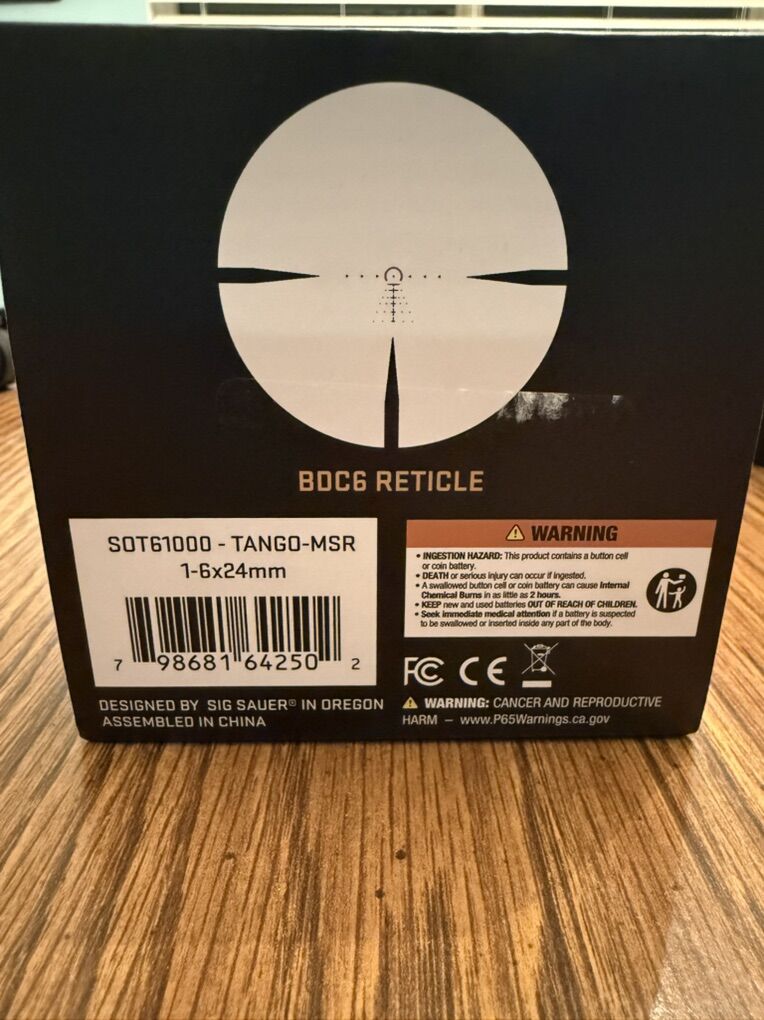 BDC6 RETICLE
SOT61000 - TANGO-MSR
1-6x24mm
7 98681 64250 2
DESIGNED BY SIG SAUER® IN OREGON
ASSEMBLED IN CHINA
⚠ WARNING
• INGESTION HAZARD: This product contains a button cell
or coin battery.
• DEATH or serious injury can occur if ingested.
• A swallowed button cell or coin battery can cause Internal
Chemical Burns in as little as 2 hours.
• KEEP new and used batteries OUT OF REACH OF CHILDREN.
• Seek immediate medical attention if a battery is suspected
to be swallowed or inserted inside any part of the body.
FC CE
⚠ WARNING: CANCER AND REPRODUCTIVE
HARM – www.P65Warnings.ca.gov